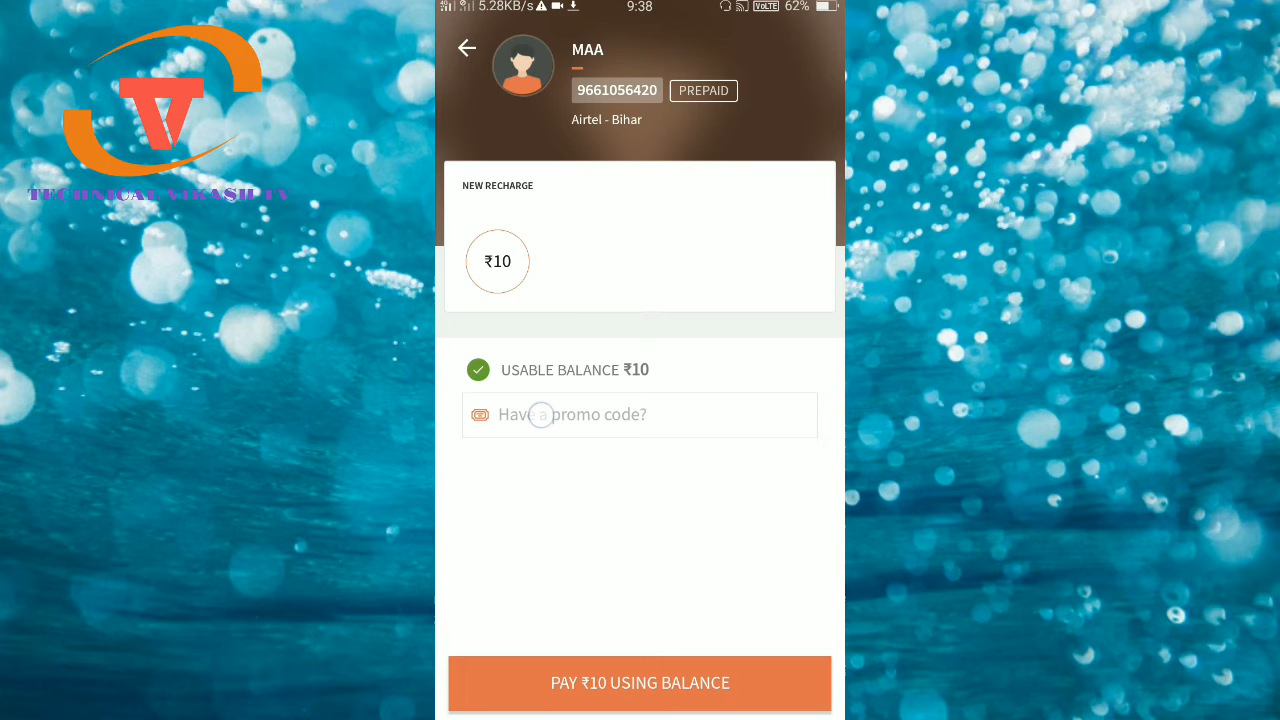 5.28KB/s 9:38 VoLTE 62%
MAA
9661056420 PREPAID
Airtel - Bihar
NEW RECHARGE
₹10
USABLE BALANCE ₹10
Have a promo code?
PAY ₹10 USING BALANCE
TV
TECHNICAL VIKASH TV